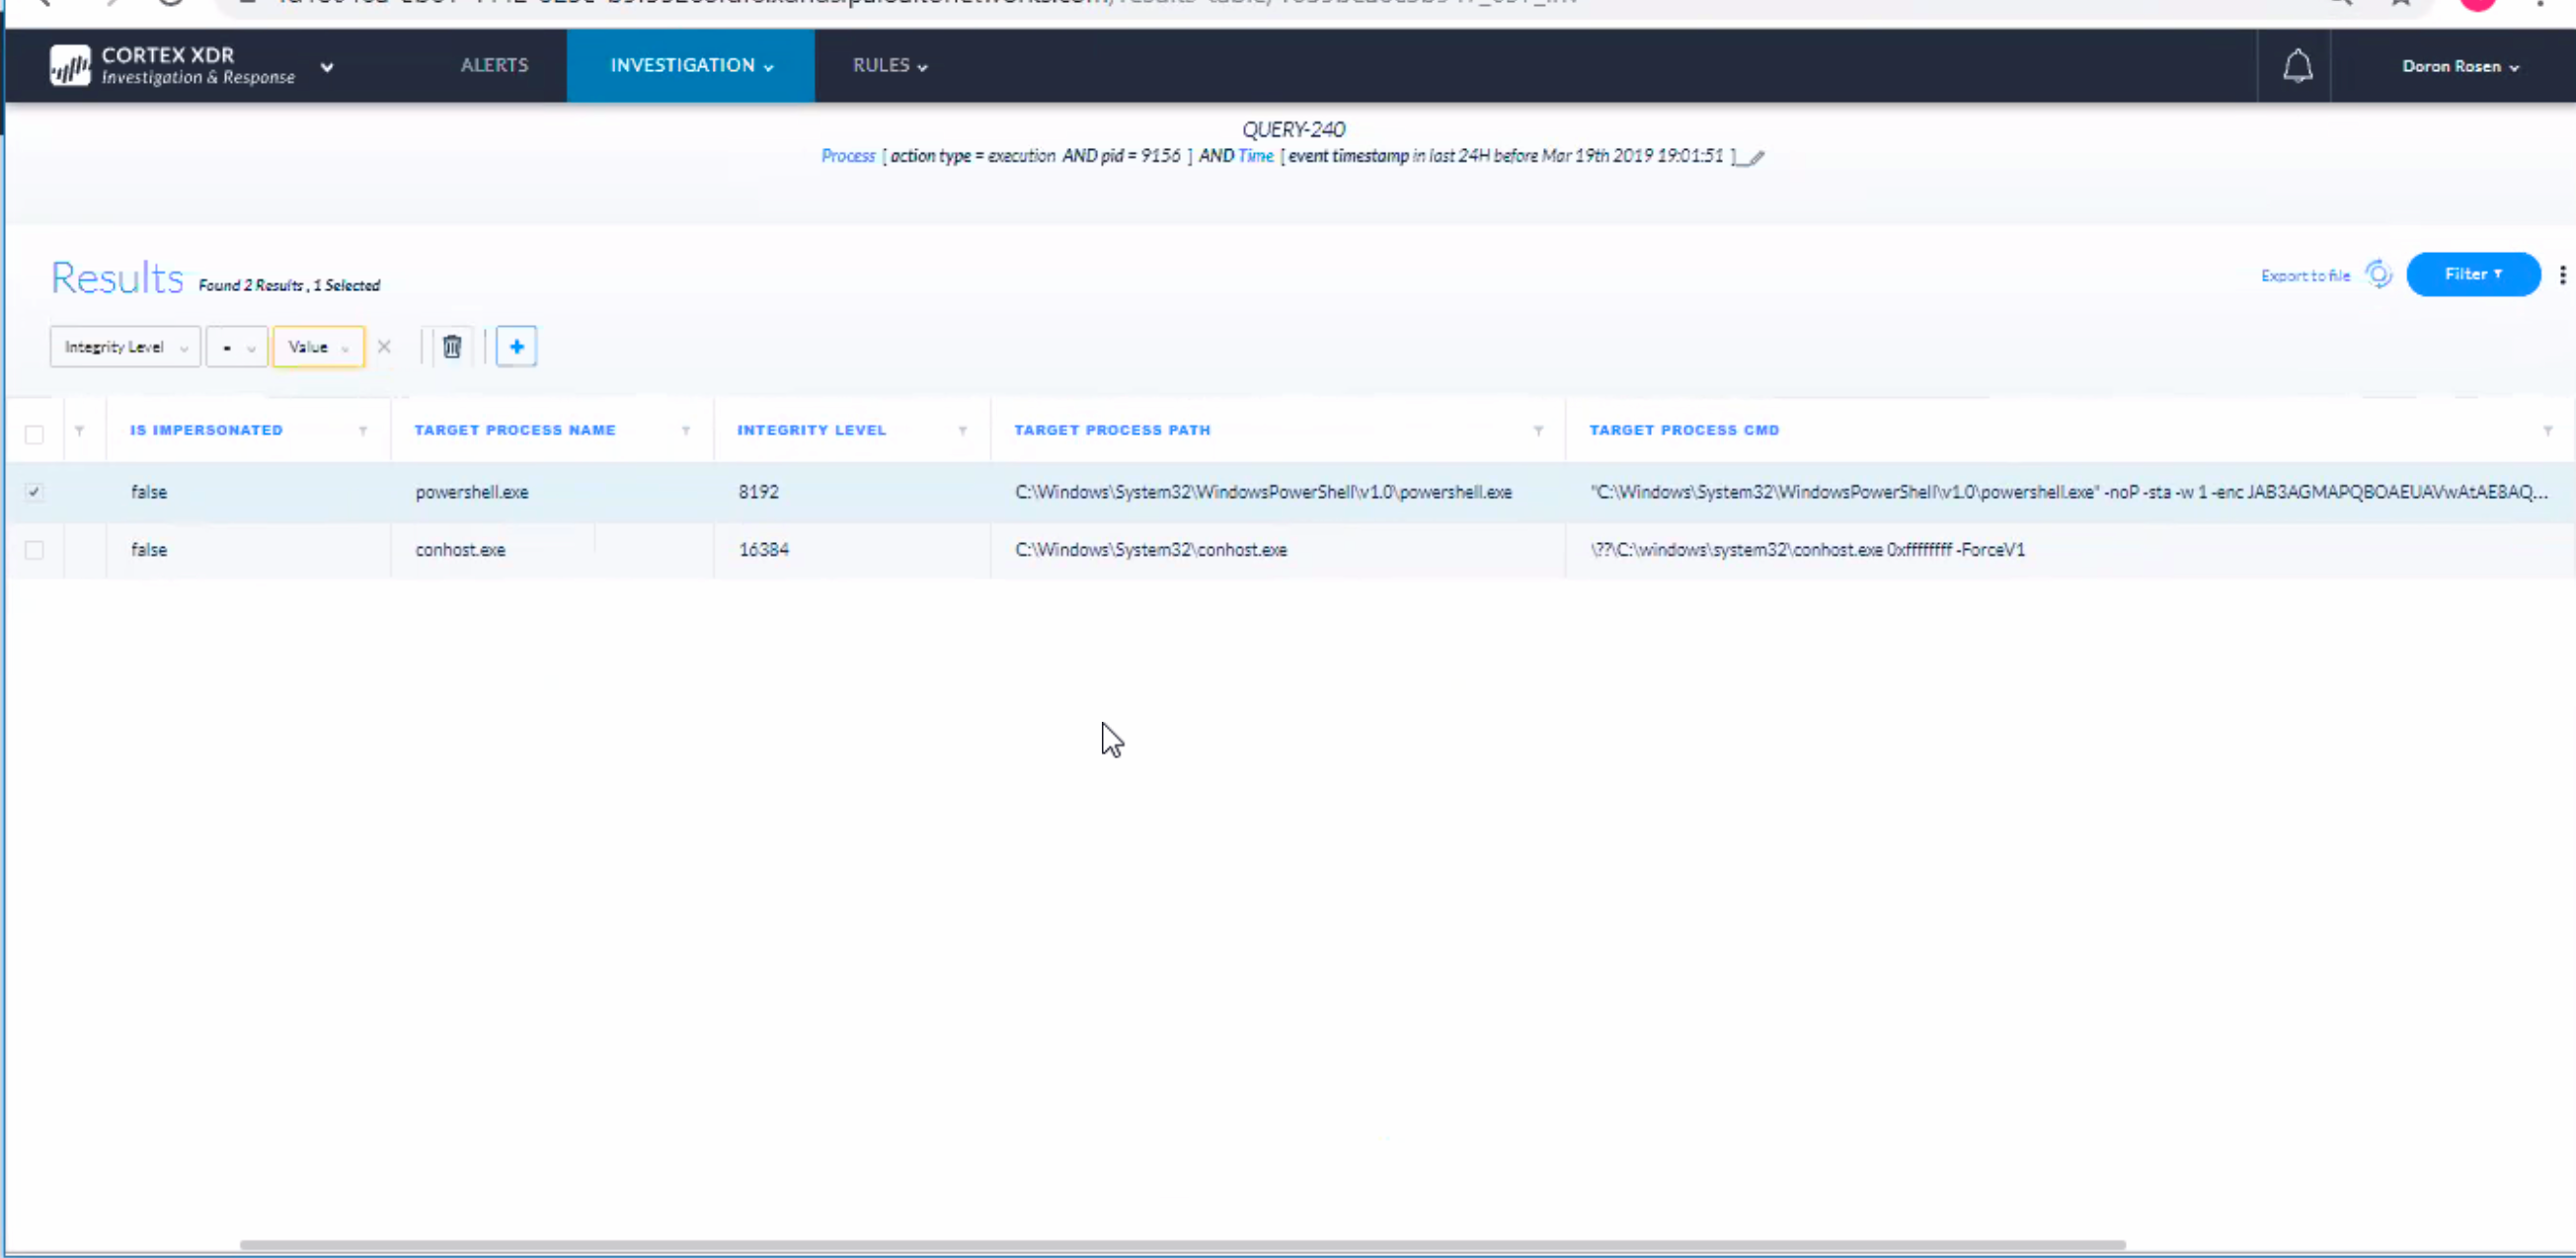 CORTEX XDR
Investigation & Response
ALERTS
INVESTIGATION
RULES
Doron Rosen
QUERY-240
Process [ action type = execution AND pid = 9156 ] AND Time [ event timestamp in last 24H before Mar 19th 2019 19:01:51 ]
Results Found 2 Results , 1 Selected
Export to file
Filter
Integrity Level = Value
IS IMPERSONATED TARGET PROCESS NAME INTEGRITY LEVEL TARGET PROCESS PATH TARGET PROCESS CMD
false powershell.exe 8192 C:\Windows\System32\WindowsPowerShell\v1.0\powershell.exe "C:\Windows\System32\WindowsPowerShell\v1.0\powershell.exe" -noP -sta -w 1 -enc JAB3AGMAPQBOAEUAVwAtAE8AQ...
false conhost.exe 16384 C:\Windows\System32\conhost.exe \??\C:\windows\system32\conhost.exe 0xffffffff -ForceV1